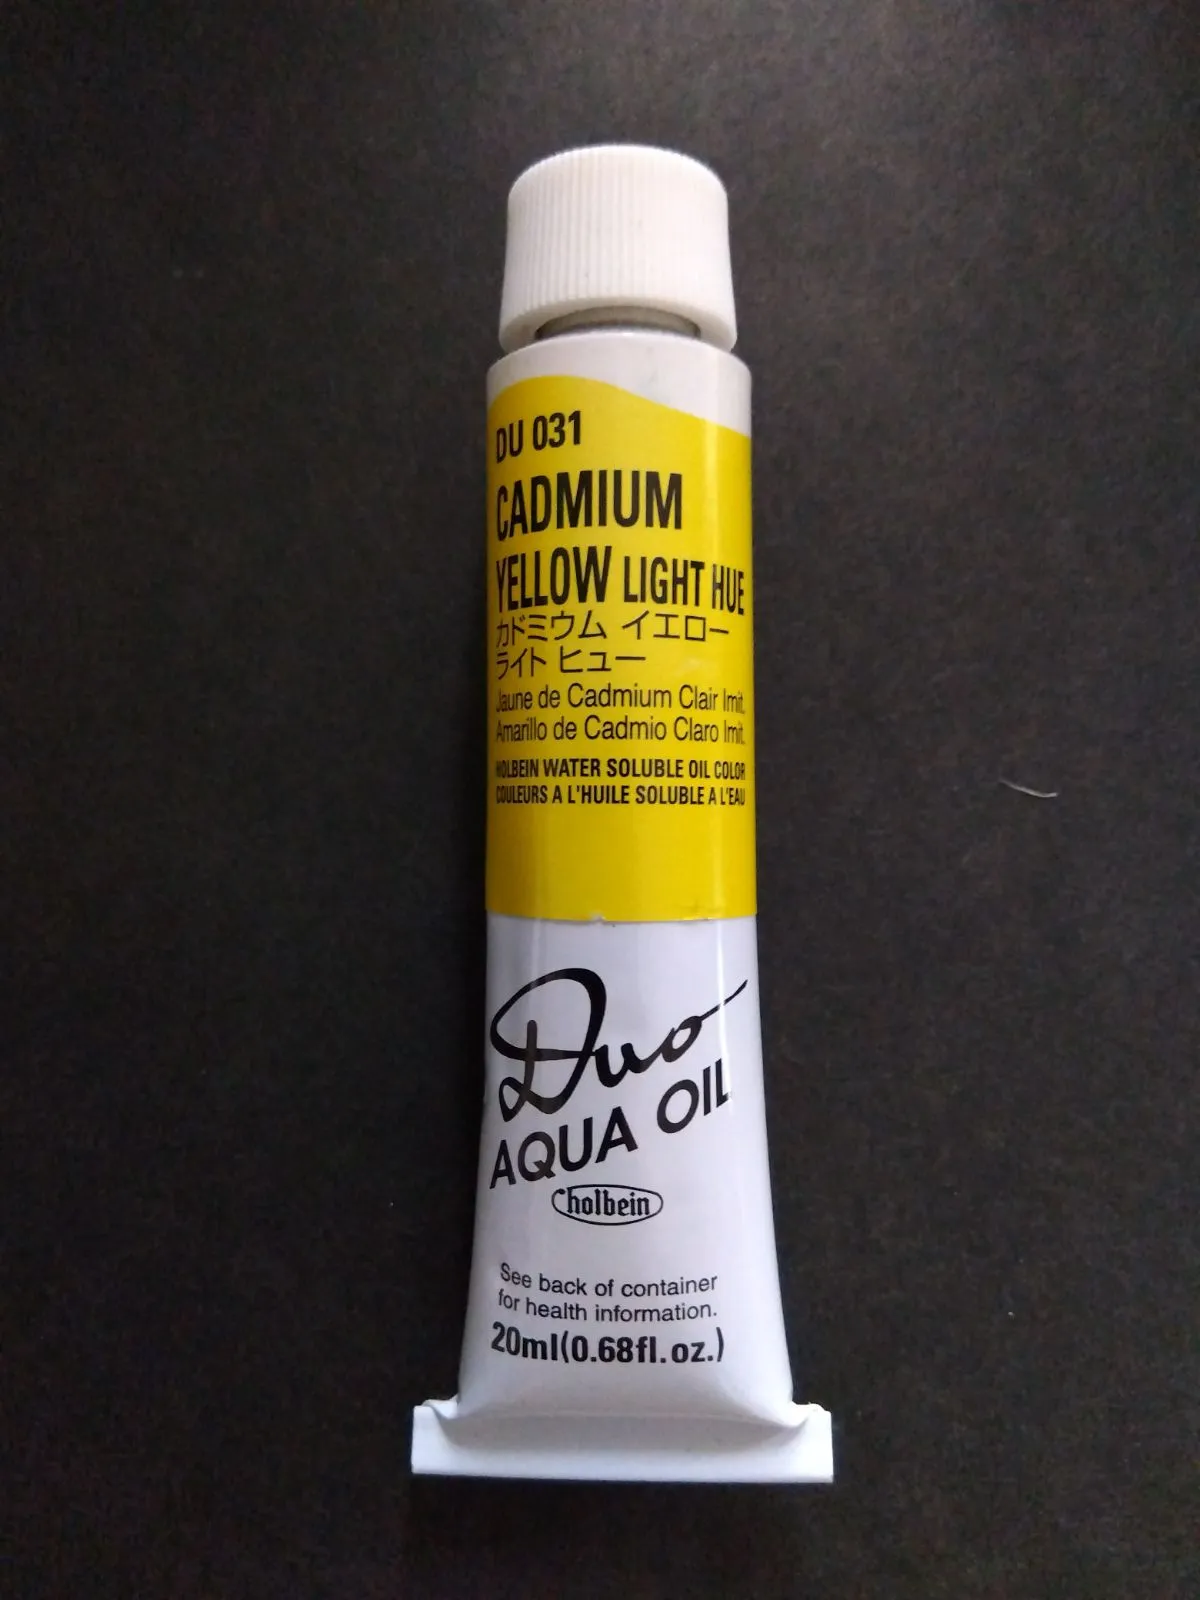 DU 031
CADMIUM
YELLOW LIGHT HUE
カドミウム イエロー
ライト ヒュー
Jaune de Cadmium Clair Imit.
Amarillo de Cadmio Claro Imit.
HOLBEIN WATER SOLUBLE OIL COLOR
COULEURS A L'HUILE SOLUBLE A L'EAU
Duo
AQUA OIL
holbein
See back of container
for health information.
20ml(0.68fl.oz.)